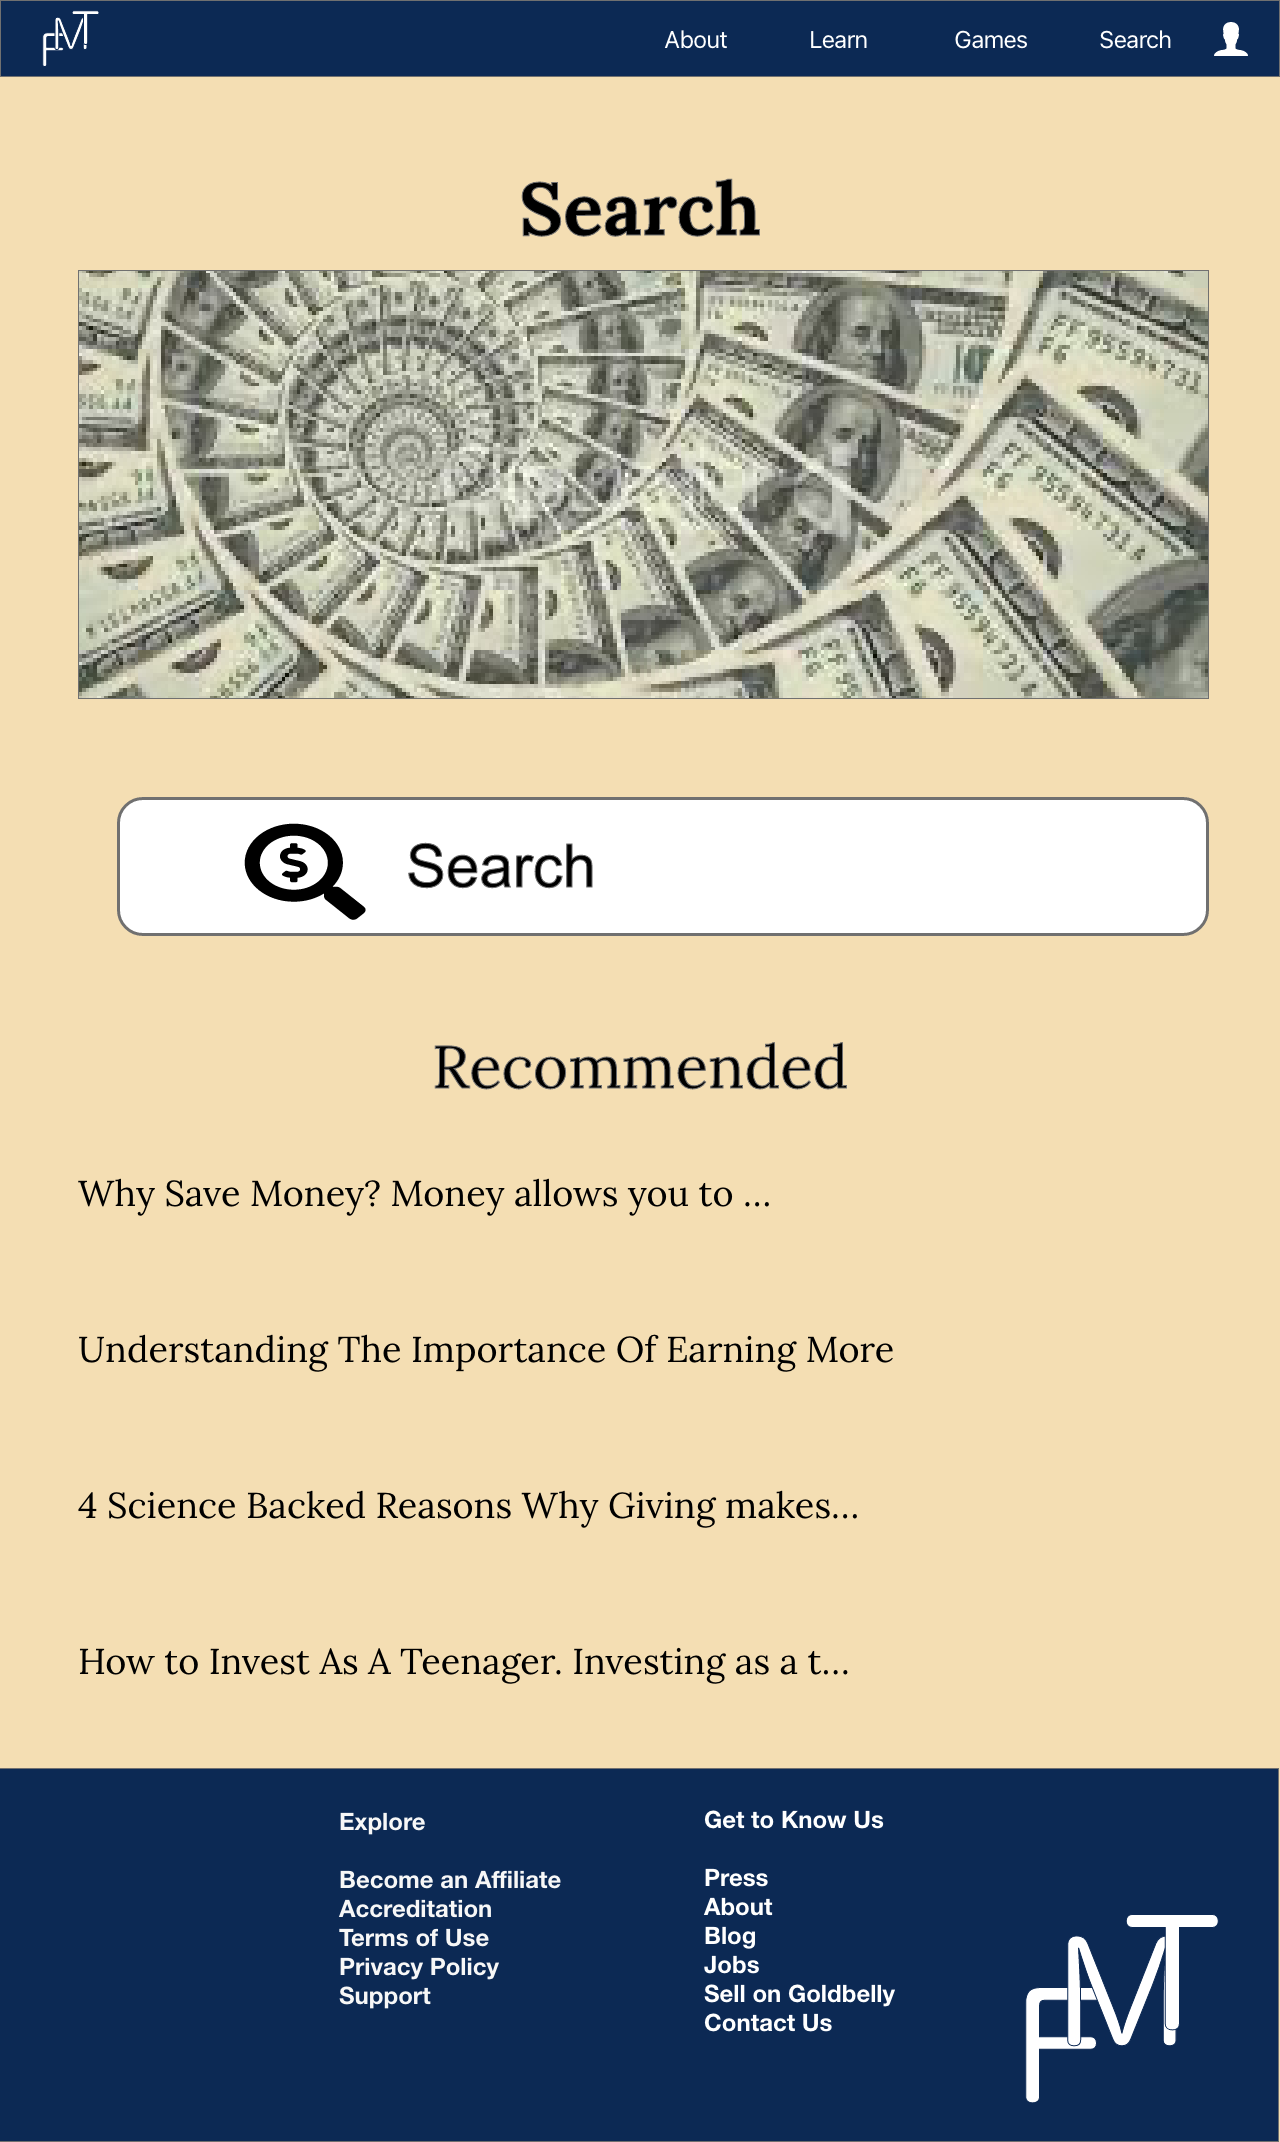 FMT
About Learn Games Search
Search
$
Search
Recommended
Why Save Money? Money allows you to ...
Understanding The Importance Of Earning More
4 Science Backed Reasons Why Giving makes...
How to Invest As A Teenager. Investing as a t...
Explore
Become an Affiliate
Accreditation
Terms of Use
Privacy Policy
Support
Get to Know Us
Press
About
Blog
Jobs
Sell on Goldbelly
Contact Us
FMT